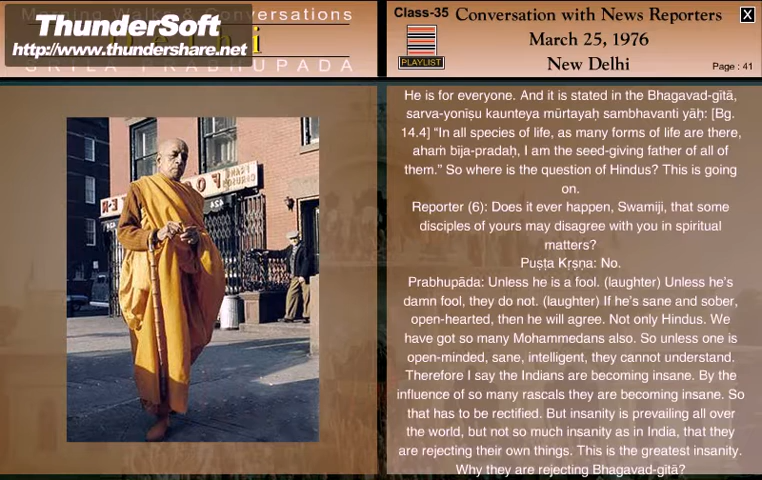 Morning Walks & Conversations
ThunderSoft
http://www.thundershare.net
SRILA PRABHUPADA
Class-35
PLAYLIST
Conversation with News Reporters
March 25, 1976
New Delhi
X
Page : 41
He is for everyone. And it is stated in the Bhagavad-gītā,
sarva-yoniṣu kaunteya mūrtayaḥ sambhavanti yāḥ: [Bg.
14.4] “In all species of life, as many forms of life are there,
ahaṁ bija-pradaḥ, I am the seed-giving father of all of
them.” So where is the question of Hindus? This is going
on.
Reporter (6): Does it ever happen, Swamiji, that some
disciples of yours may disagree with you in spiritual
matters?
Puṣṭa Kṛṣṇa: No.
Prabhupāda: Unless he is a fool. (laughter) Unless he’s
damn fool, they do not. (laughter) If he’s sane and sober,
open-hearted, then he will agree. Not only Hindus. We
have got so many Mohammedans also. So unless one is
open-minded, sane, intelligent, they cannot understand.
Therefore I say the Indians are becoming insane. By the
influence of so many rascals they are becoming insane. So
that has to be rectified. But insanity is prevailing all over
the world, but not so much insanity as in India, that they
are rejecting their own things. This is the greatest insanity.
Why they are rejecting Bhagavad-gītā?